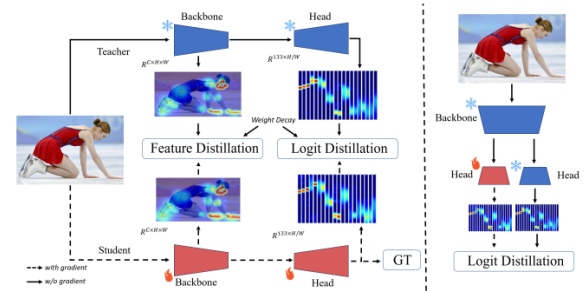 Backbone
Head
Teacher
R^{C×H×W}
R^{133×H/W}
Weight Decay
Feature Distillation
Logit Distillation
R^{C×H×W}
R^{133×H/W}
Student
GT
Backbone
Head
with gradient
w/o gradient
Backbone
Head
Head
Logit Distillation